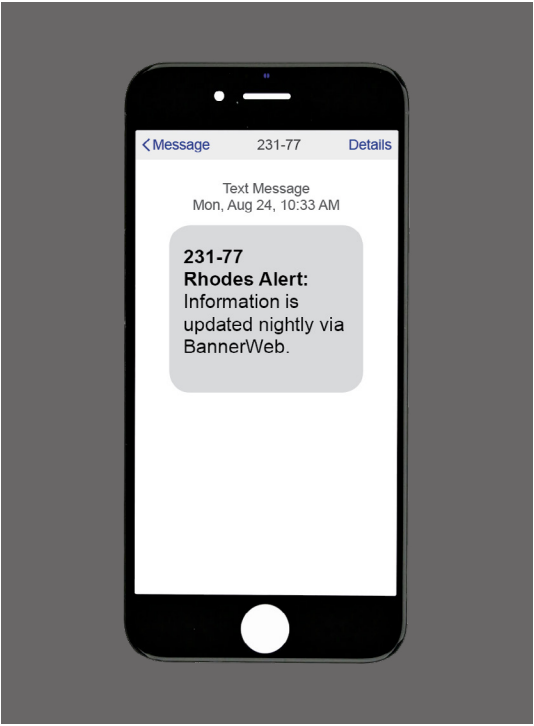 < Message 231-77 Details
Text Message
Mon, Aug 24, 10:33 AM
231-77
Rhodes Alert:
Information is
updated nightly via
BannerWeb.